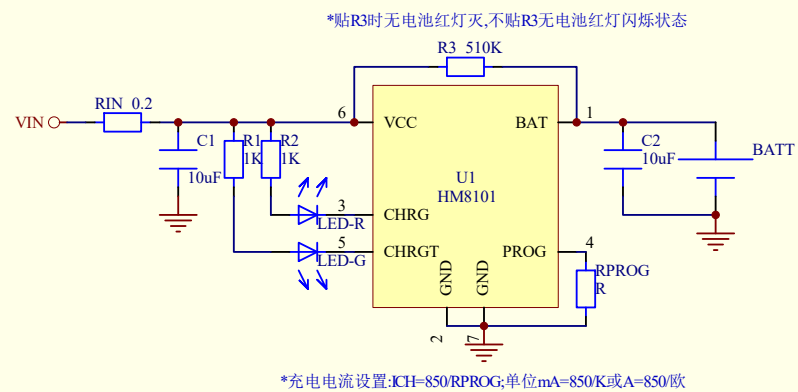 *贴R3时无电池红灯灭,不贴R3无电池红灯闪烁状态
R3 510K
RIN 0.2
VIN
6
VCC
BAT
1
C1
10uF
R1
1K
R2
1K
U1
HM8101
C2
10uF
BATT
3
CHRG
LED-R
5
CHRGT
LED-G
PROG
4
RPROG
R
GND
GND
2
7
*充电电流设置:ICH=850/RPROG;单位mA=850/K或A=850/欧